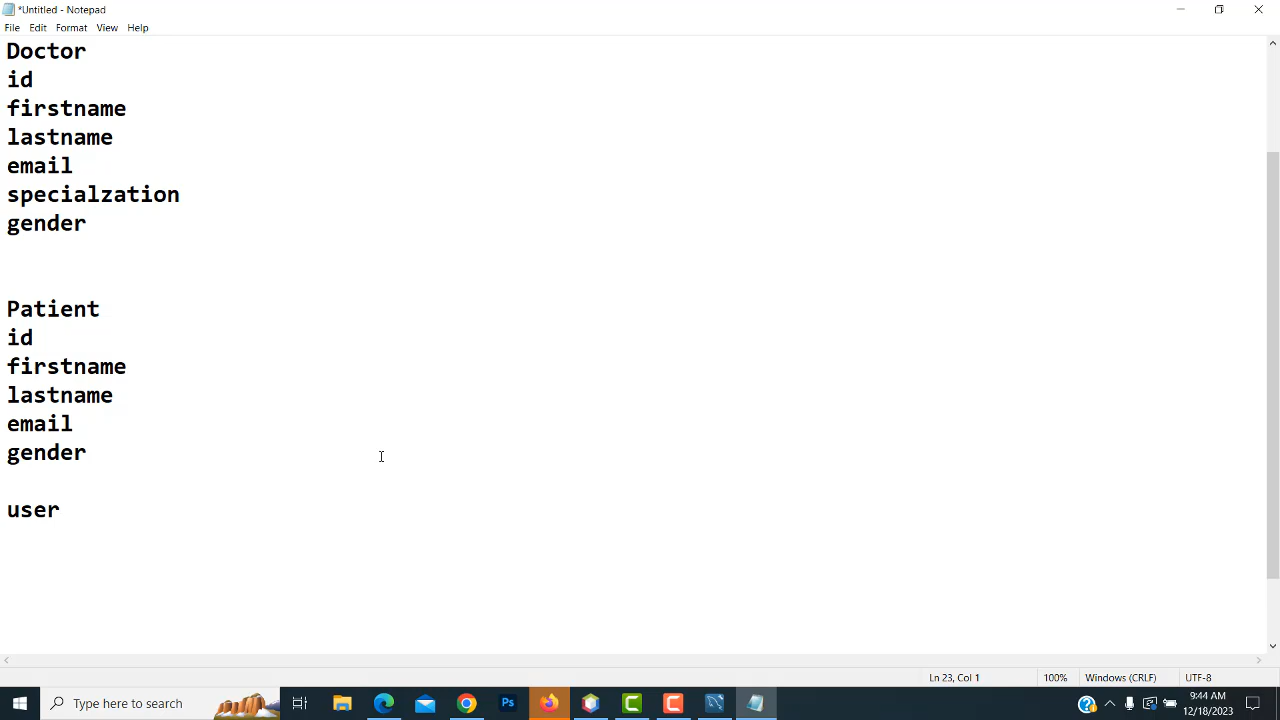 *Untitled - Notepad
File Edit Format View Help
Doctor
id
firstname
lastname
email
specialzation
gender
Patient
id
firstname
lastname
email
gender
user
Ln 23, Col 1 100% Windows (CRLF) UTF-8
Type here to search Ps 9:44 AM
12/18/2023